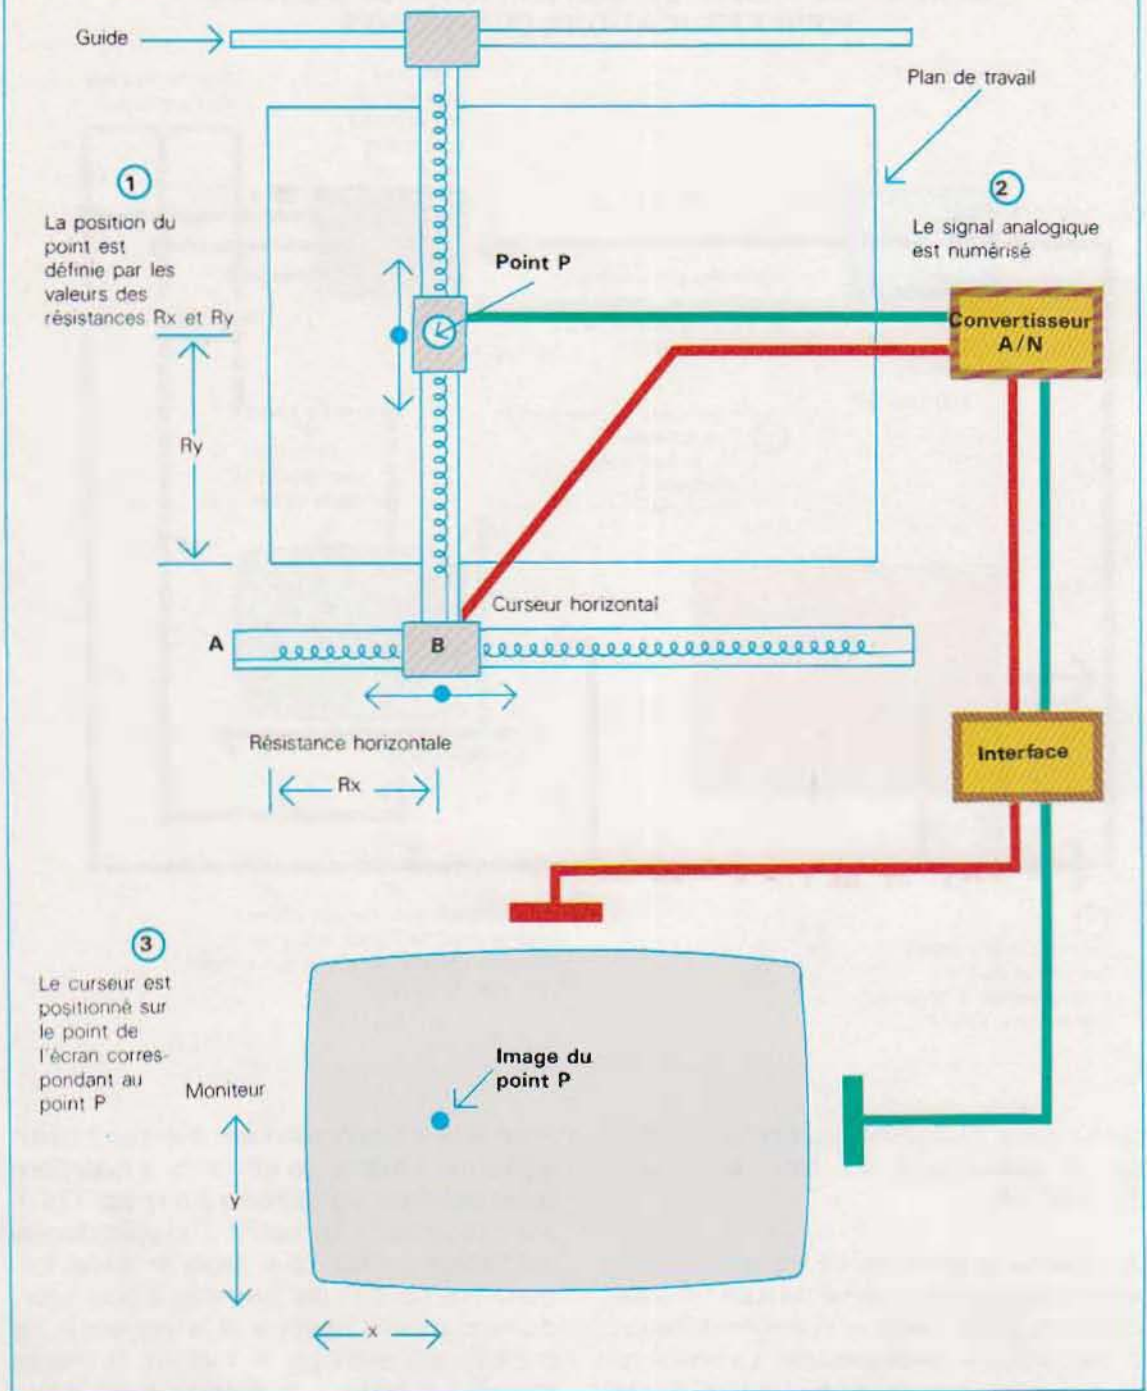 Guide
Plan de travail
1
La position du
point est
définie par les
valeurs des
résistances Rx et Ry
2
Le signal analogique
est numérisé
Point P
Convertisseur
A/N
Ry
Curseur horizontal
A
B
Résistance horizontale
Rx
Interface
3
Le curseur est
positionné sur
le point de
l'écran corres-
pondant au
point P
Moniteur
Image du
point P
y
x